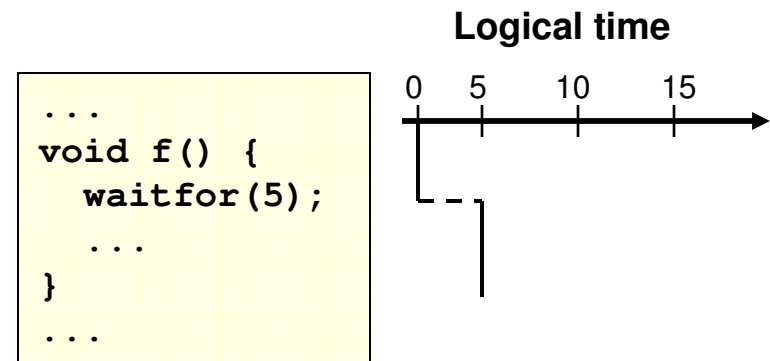 Logical time
0 5 10 15
...
void f() {
  waitfor(5);
  ...
}
...